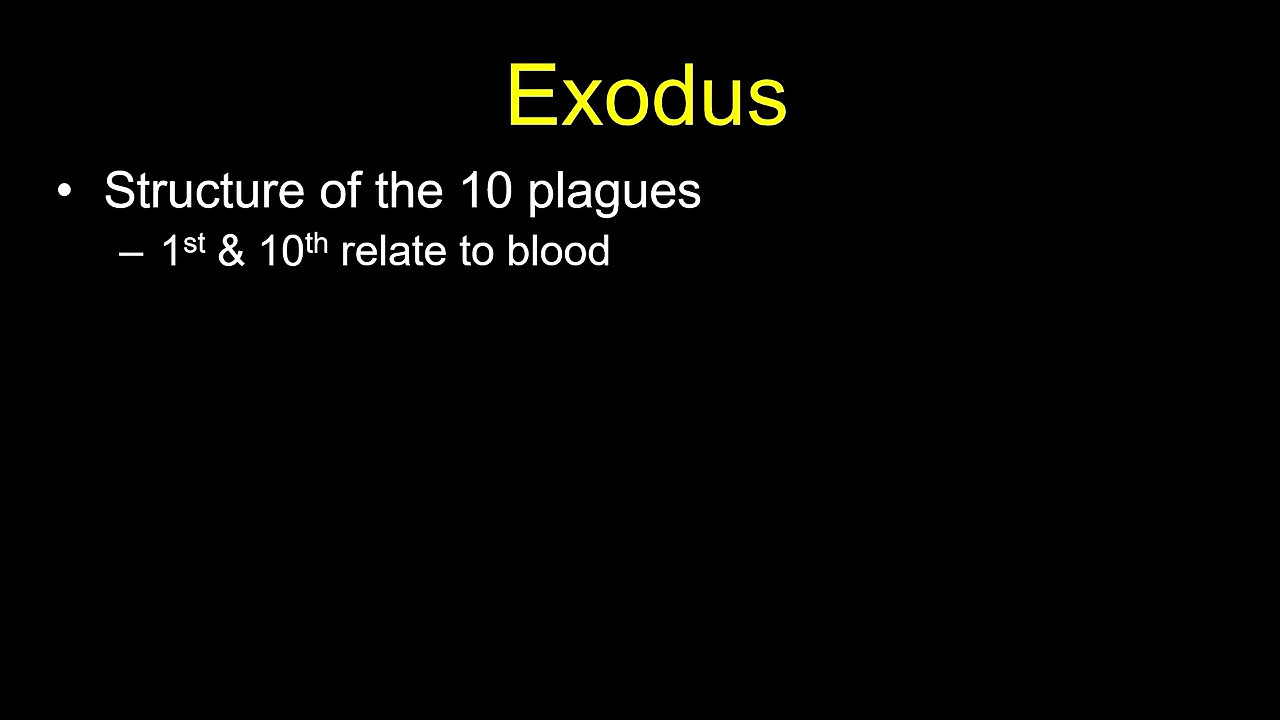 Exodus
• Structure of the 10 plagues
– 1st & 10th relate to blood